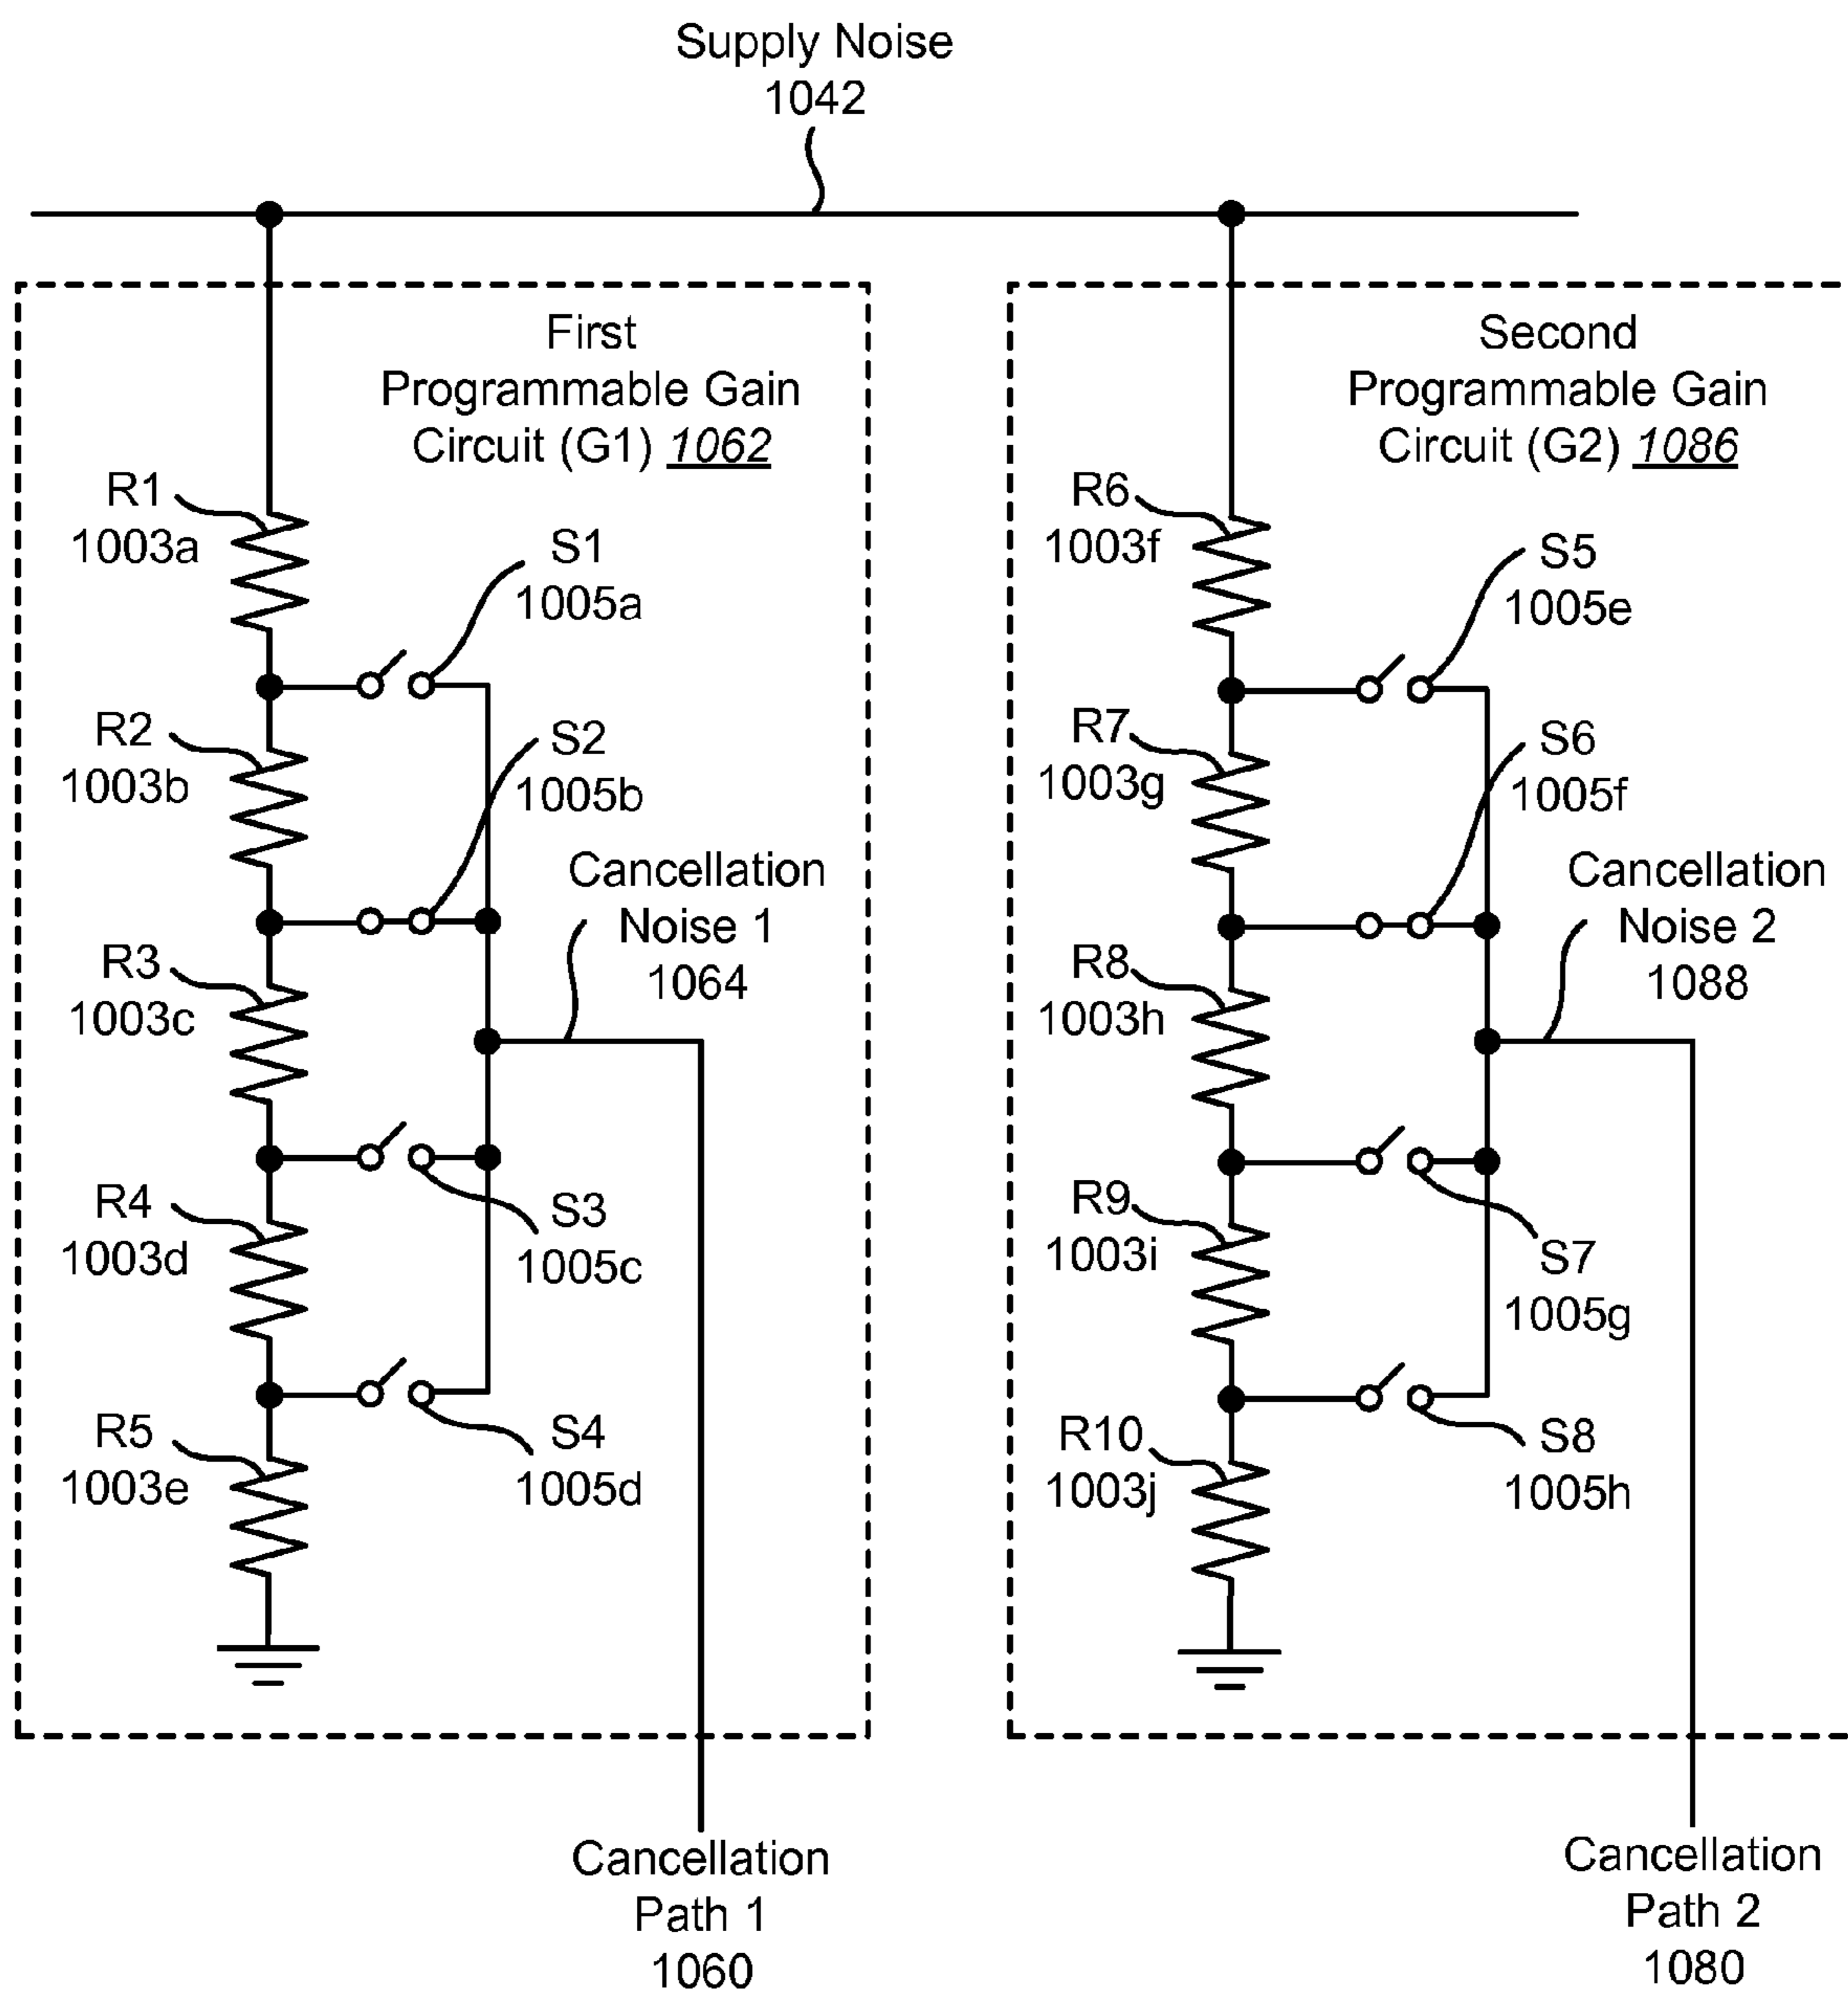 Supply Noise
1042
First
Programmable Gain
Circuit (G1) 1062
R1
1003a
S1
1005a
R2
1003b
S2
1005b
Cancellation
Noise 1
1064
R3
1003c
R4
1003d
S3
1005c
R5
1003e
S4
1005d
Cancellation
Path 1
1060
Second
Programmable Gain
Circuit (G2) 1086
R6
1003f
S5
1005e
R7
1003g
S6
1005f
Cancellation
Noise 2
1088
R8
1003h
R9
1003i
S7
1005g
R10
1003j
S8
1005h
Cancellation
Path 2
1080